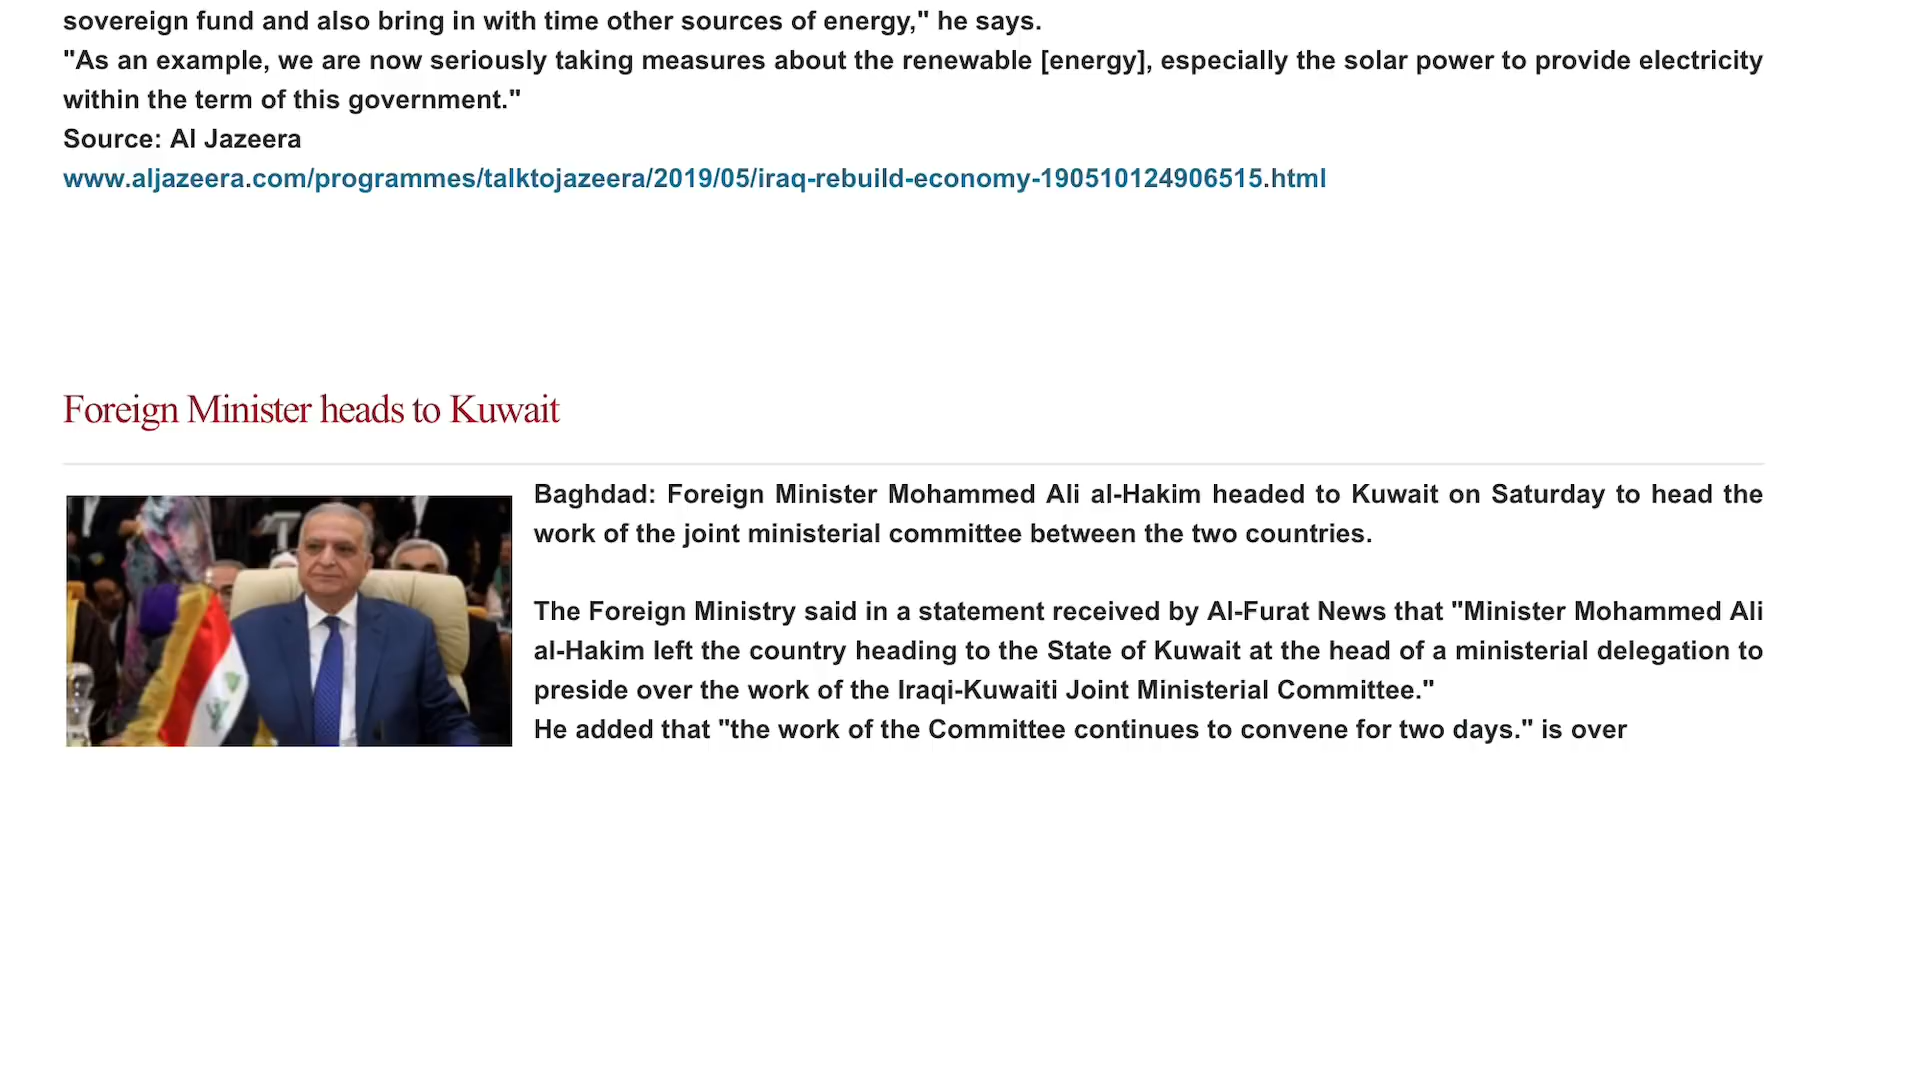 sovereign fund and also bring in with time other sources of energy," he says.
"As an example, we are now seriously taking measures about the renewable [energy], especially the solar power to provide electricity
within the term of this government."
Source: Al Jazeera
www.aljazeera.com/programmes/talktojazeera/2019/05/iraq-rebuild-economy-190510124906515.html
Foreign Minister heads to Kuwait
Baghdad: Foreign Minister Mohammed Ali al-Hakim headed to Kuwait on Saturday to head the
work of the joint ministerial committee between the two countries.
The Foreign Ministry said in a statement received by Al-Furat News that "Minister Mohammed Ali
al-Hakim left the country heading to the State of Kuwait at the head of a ministerial delegation to
preside over the work of the Iraqi-Kuwaiti Joint Ministerial Committee."
He added that "the work of the Committee continues to convene for two days." is over